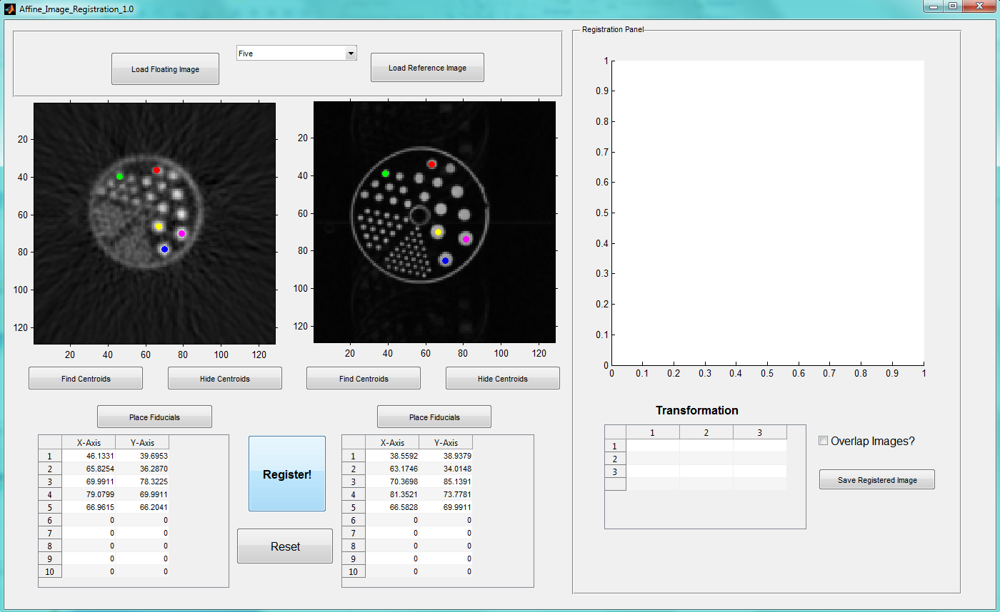 Affine_Image_Registration_1.0
Load Floating Image
Five
Load Reference Image
20
40
60
80
100
120
20 40 60 80 100 120
20
40
60
80
100
120
20 40 60 80 100 120
Find Centroids
Hide Centroids
Find Centroids
Hide Centroids
Place Fiducials
Place Fiducials
X-Axis Y-Axis
1 46.1331 39.6953
2 65.8254 36.2870
3 69.9911 78.3225
4 79.0799 69.9911
5 66.9615 66.2041
6 0 0
7 0 0
8 0 0
9 0 0
10 0 0
Register!
Reset
X-Axis Y-Axis
1 38.5592 38.9379
2 63.1746 34.0148
3 70.3698 85.1391
4 81.3521 73.7781
5 66.5828 69.9911
6 0 0
7 0 0
8 0 0
9 0 0
10 0 0
Registration Panel
1
0.9
0.8
0.7
0.6
0.5
0.4
0.3
0.2
0.1
0
0 0.1 0.2 0.3 0.4 0.5 0.6 0.7 0.8 0.9 1
Transformation
1 2 3
1
2
3
Overlap Images?
Save Registered Image